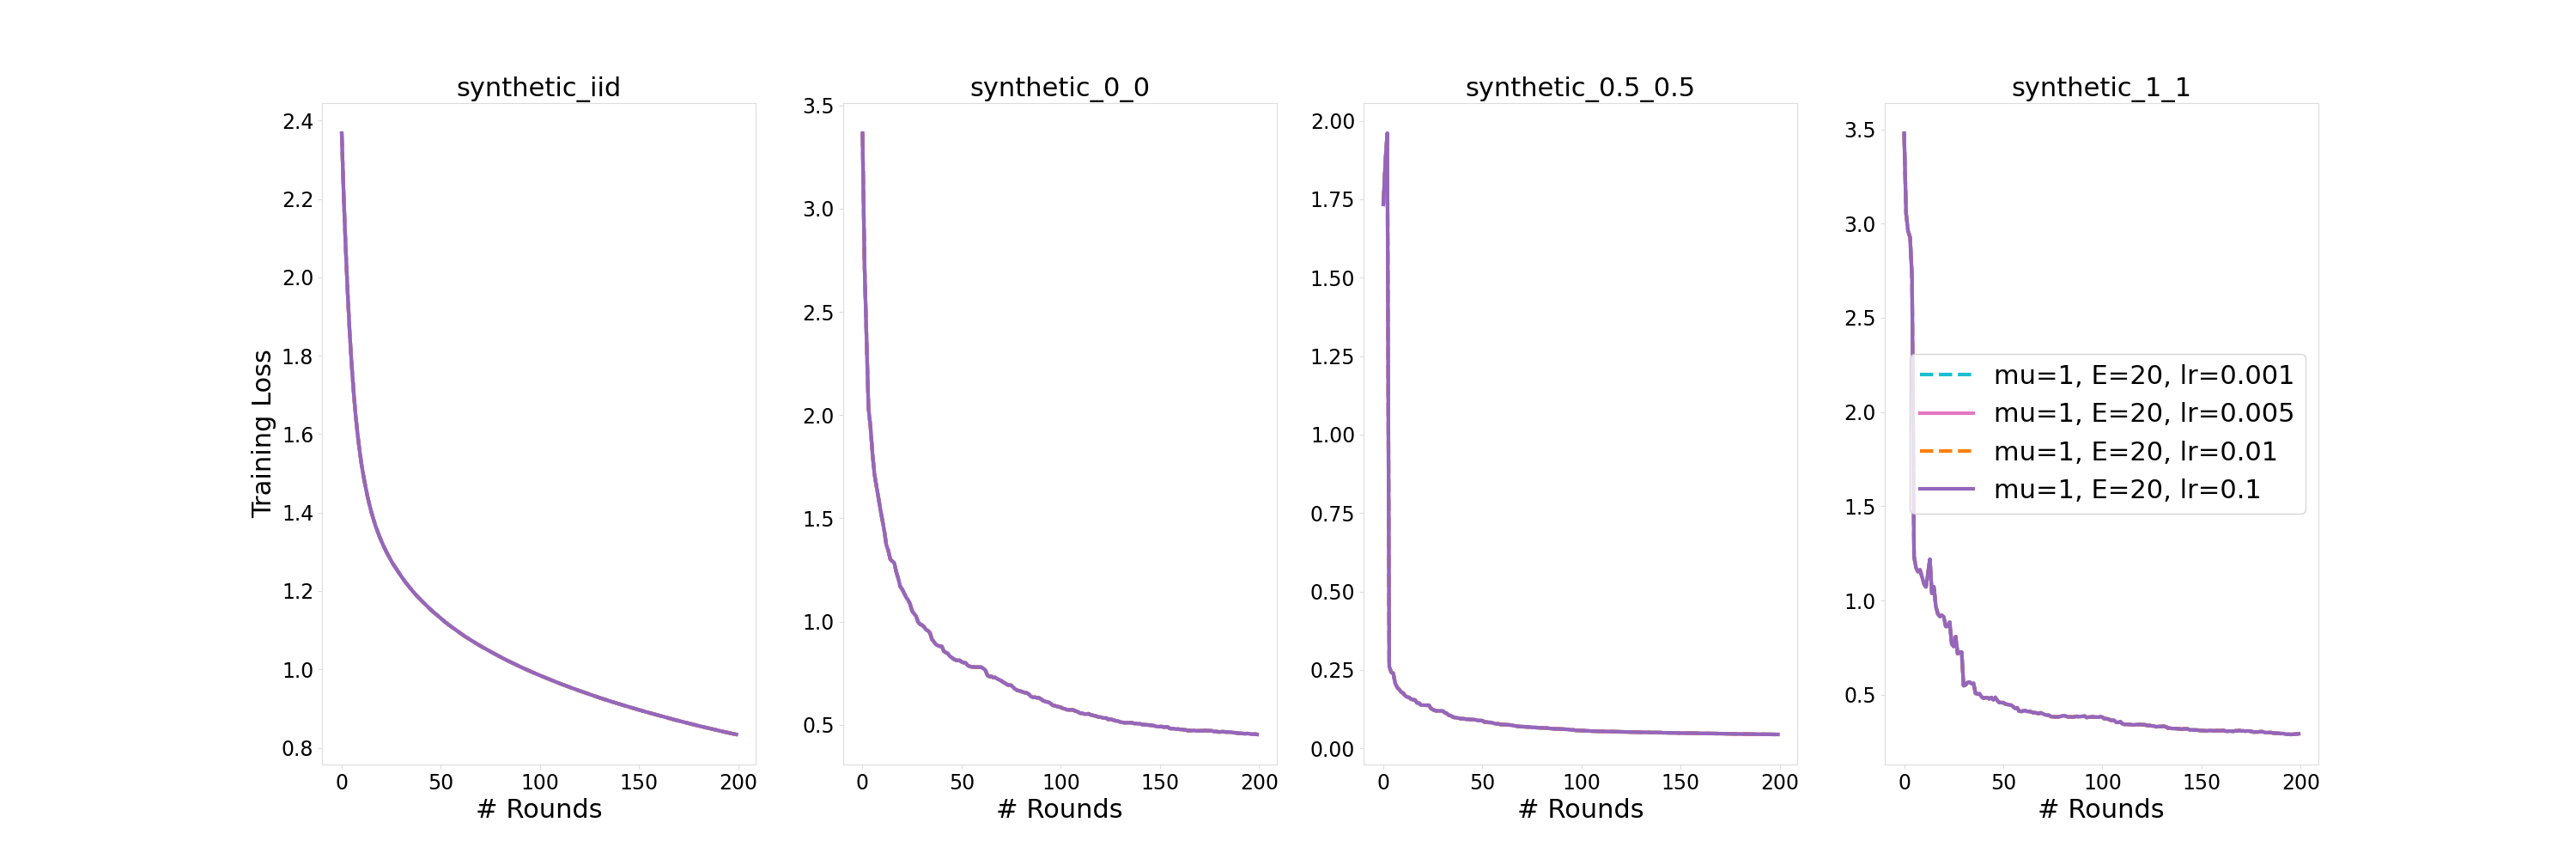 synthetic_iid
synthetic_0_0
synthetic_0.5_0.5
synthetic_1_1
Training Loss
2.4
2.2
2.0
1.8
1.6
1.4
1.2
1.0
0.8
0 50 100 150 200
# Rounds
3.5
3.0
2.5
2.0
1.5
1.0
0.5
0 50 100 150 200
# Rounds
2.00
1.75
1.50
1.25
1.00
0.75
0.50
0.25
0.00
0 50 100 150 200
# Rounds
3.5
3.0
2.5
2.0
1.5
1.0
0.5
0 50 100 150 200
# Rounds
mu=1, E=20, lr=0.001
mu=1, E=20, lr=0.005
mu=1, E=20, lr=0.01
mu=1, E=20, lr=0.1